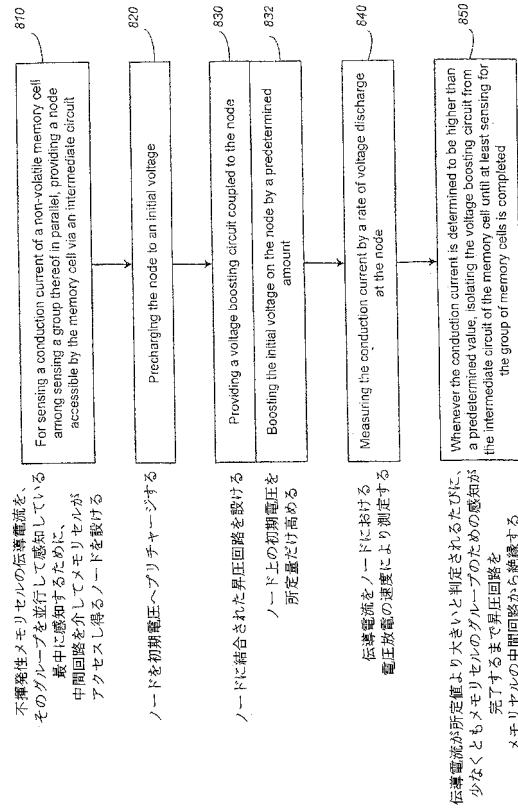 810
For sensing a conduction current of a non-volatile memory cell
among sensing a group thereof in parallel, providing a node
accessible by the memory cell via an intermediate circuit
不揮発性メモリセルの伝導電流を、
そのグループを並行して感知している
最中に感知するために、
中間回路を介してメモリセルが
アクセスし得るノードを設ける
820
Precharging the node to an initial voltage
ノードを初期電圧へプリチャージする
830
Providing a voltage boosting circuit coupled to the node
ノードに結合された昇圧回路を設ける
832
Boosting the initial voltage on the node by a predetermined
amount
ノード上の初期電圧を
所定量だけ高める
840
Measuring the conduction current by a rate of voltage discharge
at the node
伝導電流をノードにおける
電圧放電の速度により測定する
850
Whenever the conduction current is determined to be higher than
a predetermined value, isolating the voltage boosting circuit from
the intermediate circuit of the memory cell until at least sensing for
the group of memory cells is completed
伝導電流が所定値より大きいと判定されるたびに、
少なくともメモリセルのグループのための感知が
完了するまで昇圧回路を
メモリセルの中間回路から絶縁する